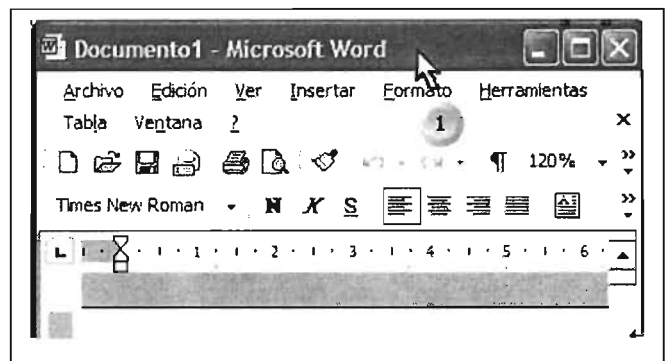 Documento1 - Microsoft Word
Archivo Edición Ver Insertar Formato Herramientas
Tabla Ventana ?
1
¶ 120%
Times New Roman N K S
L 1 2 3 4 5 6